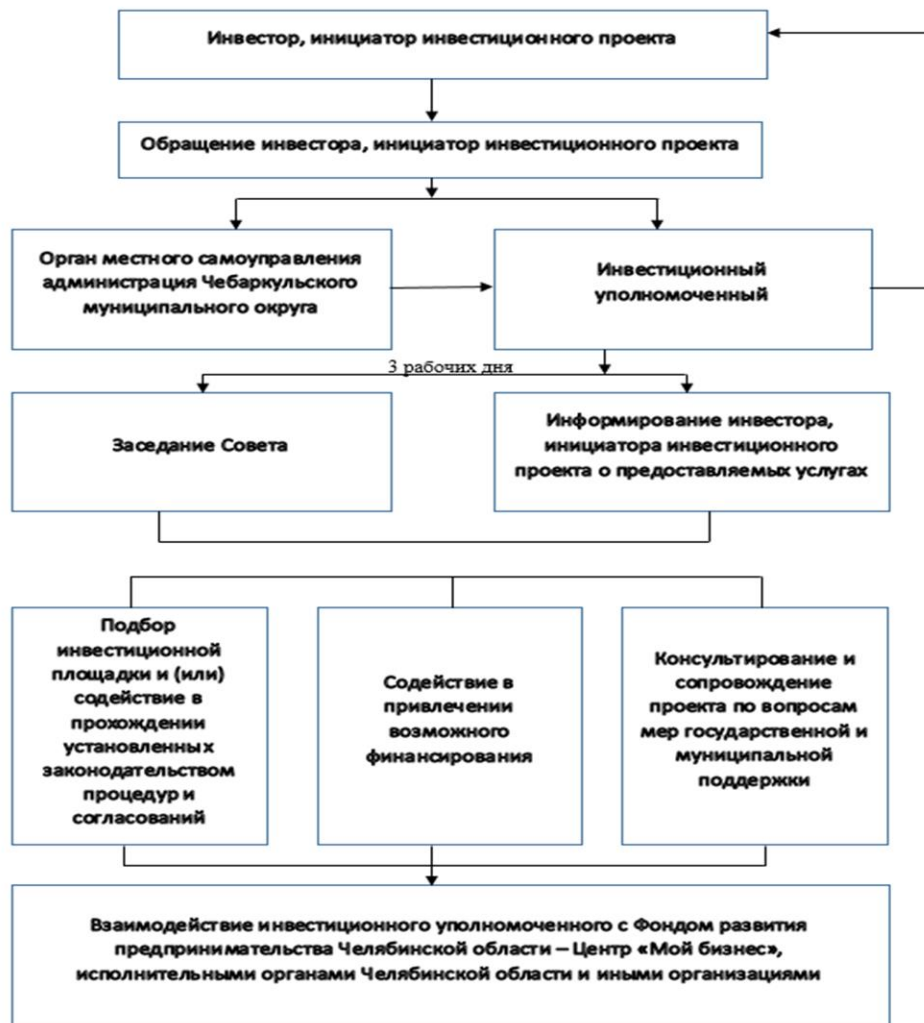 Инвестор, инициатор инвестиционного проекта
Обращение инвестора, инициатор инвестиционного проекта
Орган местного самоуправления
администрация Чебаркульского
муниципального округа
Инвестиционный
уполномоченный
3 рабочих дня
Заседание Совета
Информирование инвестора,
инициатора инвестиционного
проекта о предоставляемых услугах
Подбор
инвестиционной
площадки и (или)
содействие в
прохождении
установленных
законодательством
процедур и
согласований
Содействие в
привлечении
возможного
финансирования
Консультирование и
сопровождение
проекта по вопросам
мер государственной и
муниципальной
поддержки
Взаимодействие инвестиционного уполномоченного с Фондом развития
предпринимательства Челябинской области – Центр «Мой бизнес»,
исполнительными органами Челябинской области и иными организациями